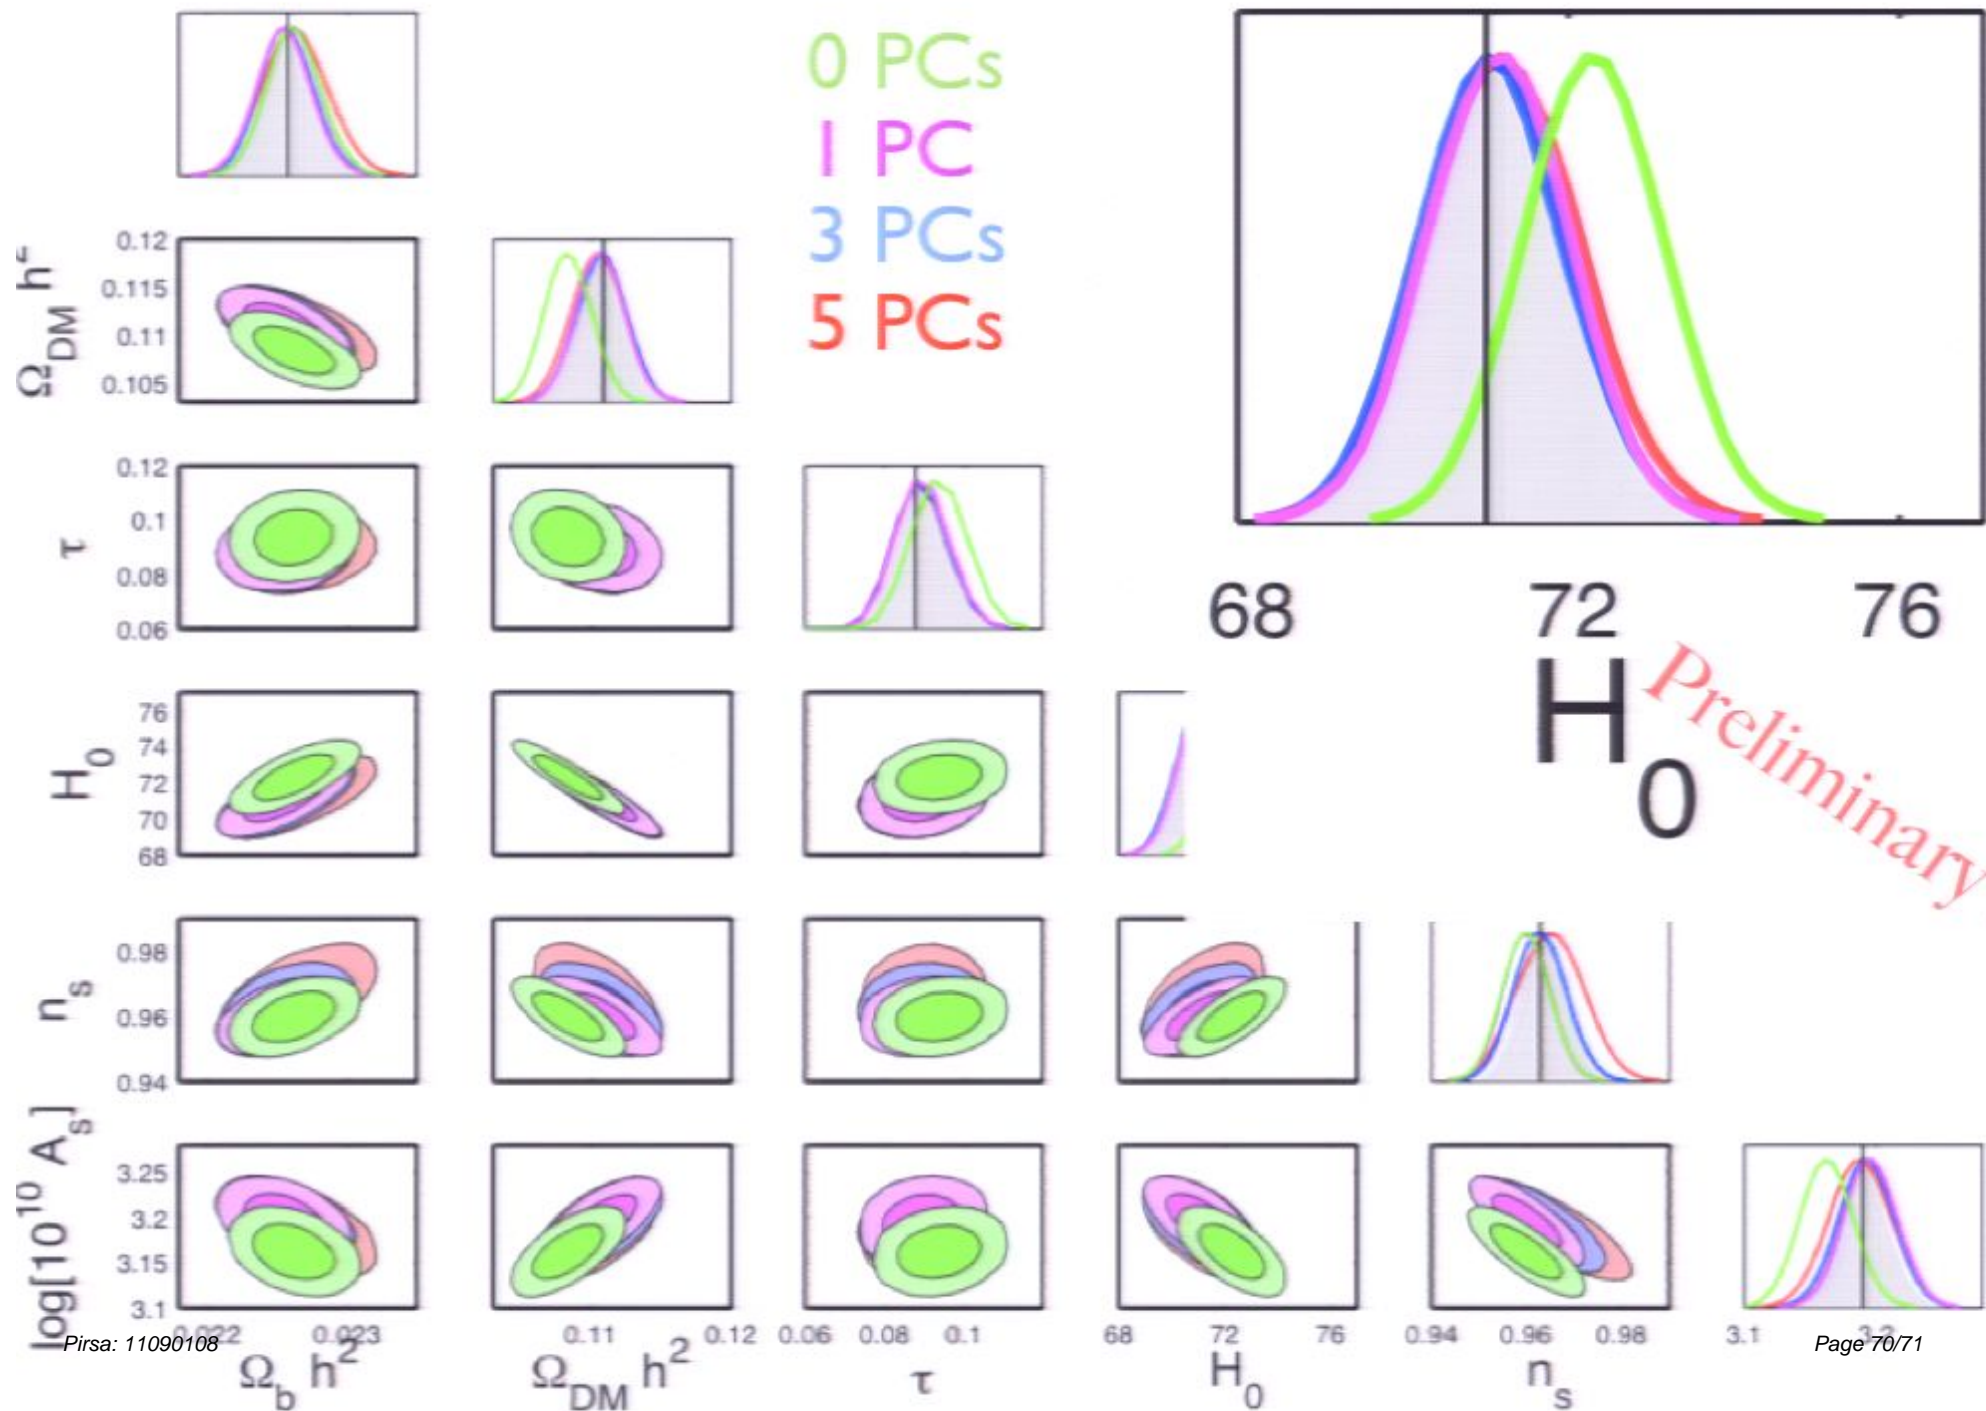 0 PCs
1 PC
3 PCs
5 PCs
68 72 76
H0
Preliminary
Ω_DM h²
0.12
0.115
0.11
0.105
τ
0.12
0.1
0.08
0.06
H0
76
74
72
70
68
n_s
0.98
0.96
0.94
log[10^10 A_s]
3.25
3.2
3.15
3.1
0.022 0.023
0.11 0.12
0.06 0.08 0.1
68 72 76
0.94 0.96 0.98
3.1 3.2
Ω_b h²
Ω_DM h²
τ
H0
n_s
Pirsa: 11090108
Page 70/71